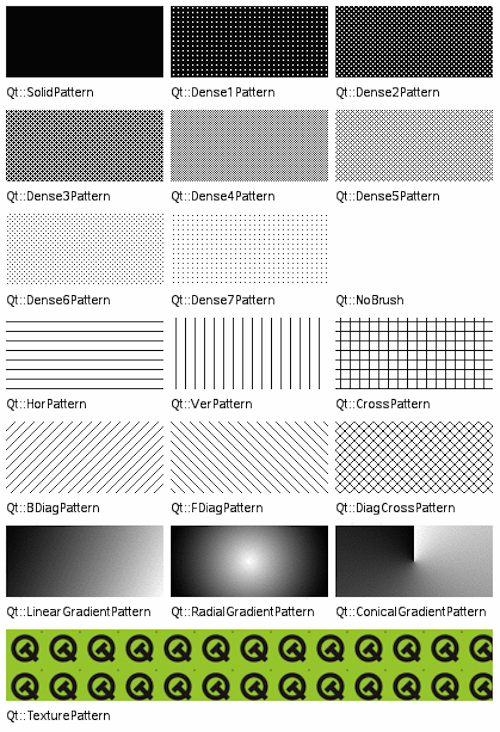 Qt::SolidPattern Qt::Dense1Pattern Qt::Dense2Pattern
Qt::Dense3Pattern Qt::Dense4Pattern Qt::Dense5Pattern
Qt::Dense6Pattern Qt::Dense7Pattern Qt::NoBrush
Qt::HorPattern Qt::VerPattern Qt::CrossPattern
Qt::BDiagPattern Qt::FDiagPattern Qt::DiagCrossPattern
Qt::LinearGradientPattern Qt::RadialGradientPattern Qt::ConicalGradientPattern
Qt::TexturePattern